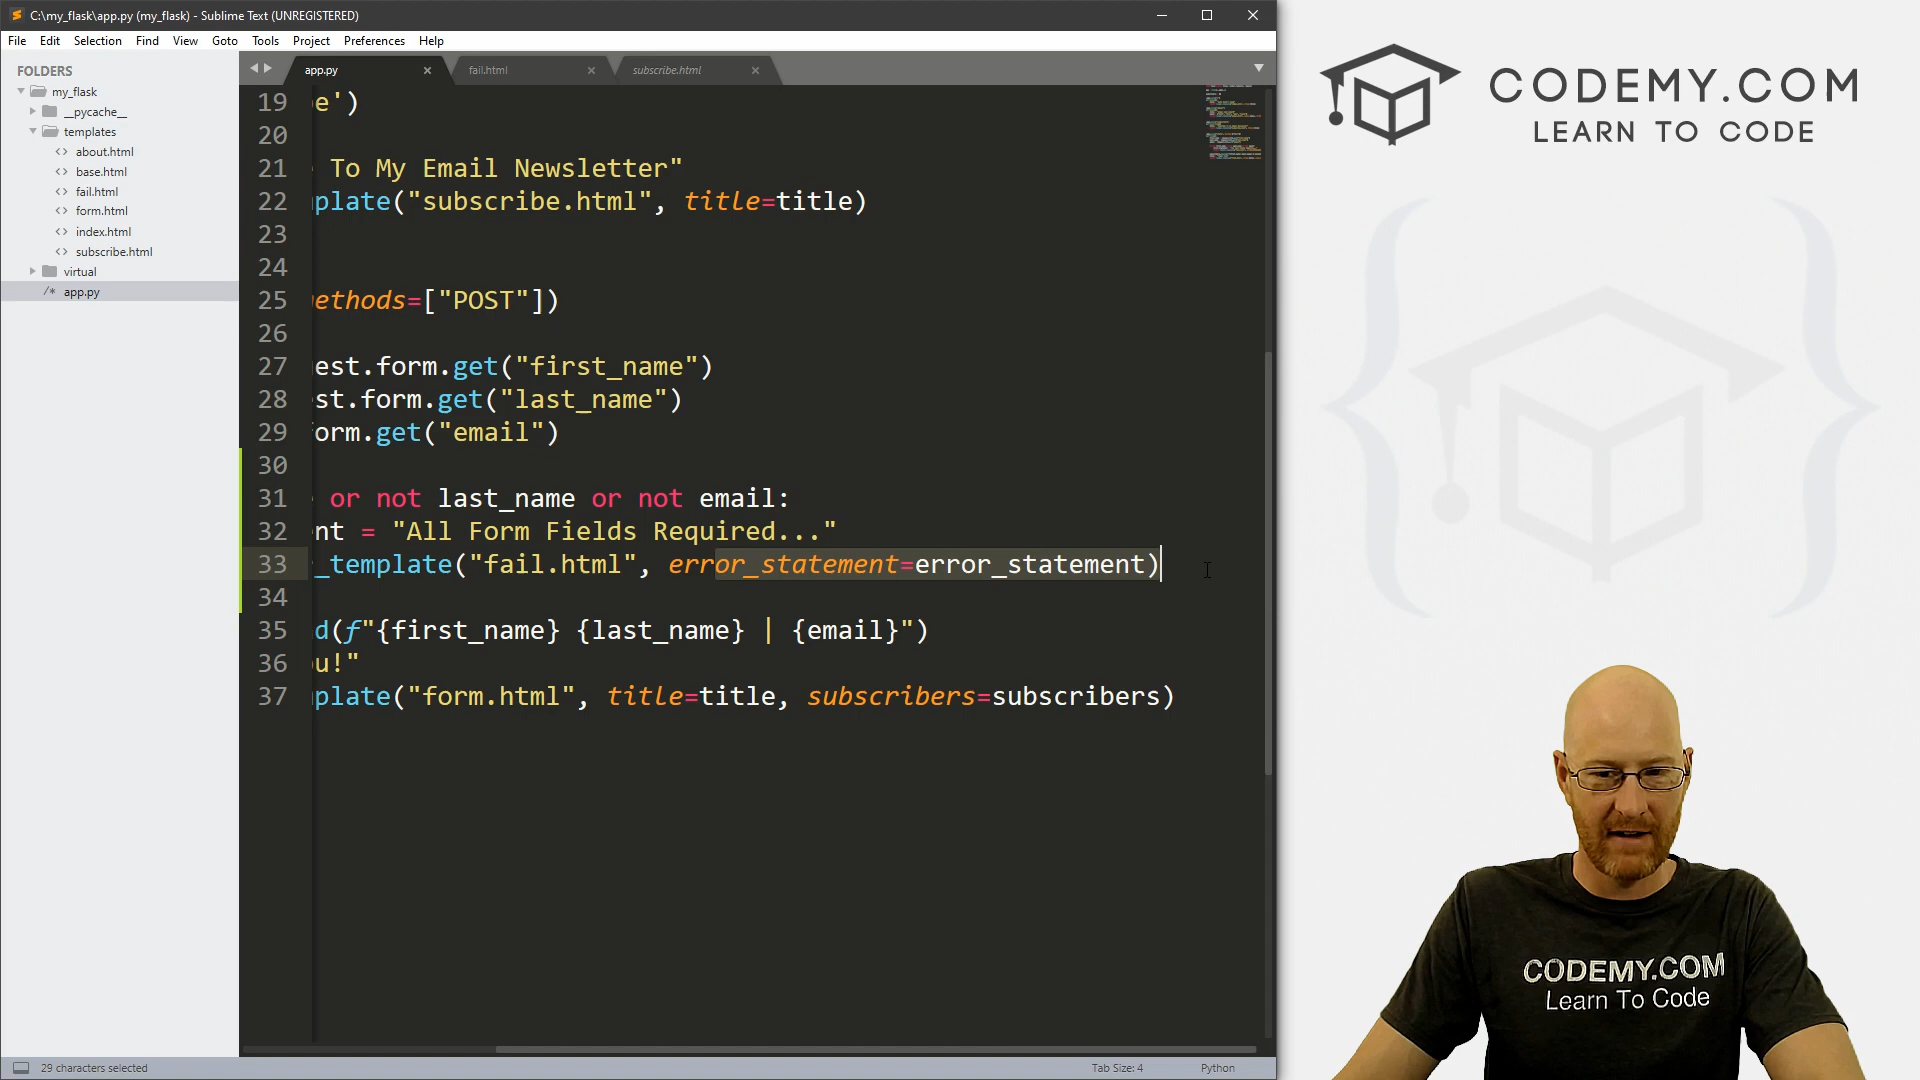 C:\my_flask\app.py (my_flask) - Sublime Text (UNREGISTERED)
File Edit Selection Find View Goto Tools Project Preferences Help
FOLDERS
my_flask
__pycache__
templates
about.html
base.html
fail.html
form.html
index.html
subscribe.html
virtual
app.py
app.py fail.html subscribe.html
19 e')
20
21 To My Email Newsletter"
22 plate("subscribe.html", title=title)
23
24
25 methods=["POST"])
26
27 uest.form.get("first_name")
28 est.form.get("last_name")
29 form.get("email")
30
31 or not last_name or not email:
32 ent = "All Form Fields Required..."
33 _template("fail.html", error_statement=error_statement)
34
35 d(f"{first_name} {last_name} | {email}")
36 ou!"
37 plate("form.html", title=title, subscribers=subscribers)
29 characters selected
Tab Size: 4
Python
CODEMY.COM
LEARN TO CODE
CODEMY.COM
Learn To Code